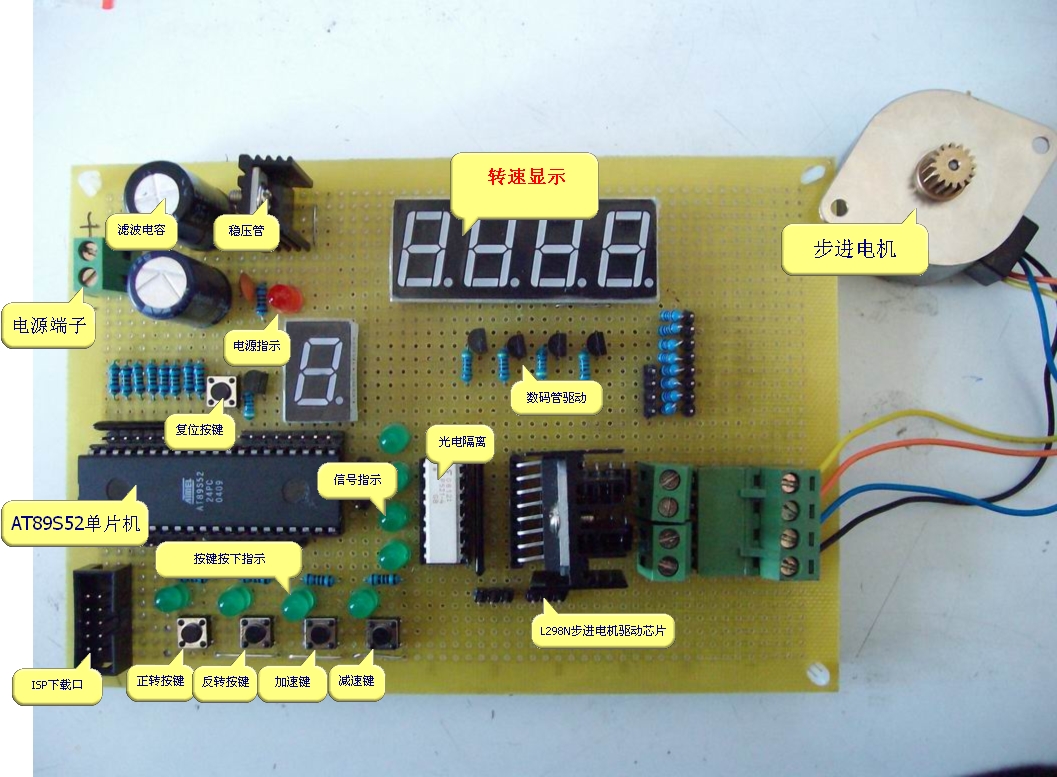 转速显示
滤波电容
稳压管
步进电机
+
电源端子
电源指示
数码管驱动
复位按键
光电隔离
信号指示
AT89S52单片机
ATMEL
AT89S52
24PC
0409
按键按下指示
L298N步进电机驱动芯片
ISP下载口
正转按键
反转按键
加速键
减速键